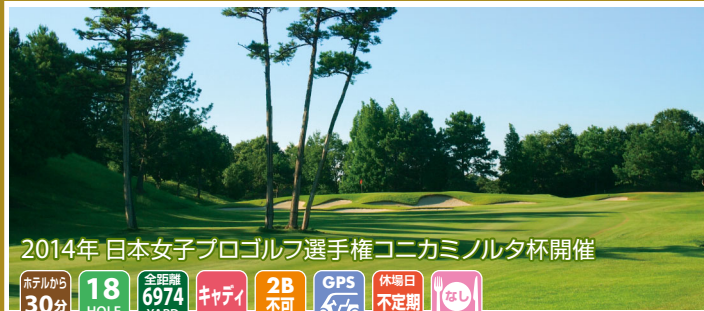 2014年 日本女子プロゴルフ選手権コニカミノルタ杯開催
ホテルから
30分
18
HOLE
全距離
6974
YARD
キャディ
2B
不可
GPS
休場日
不定期
なし